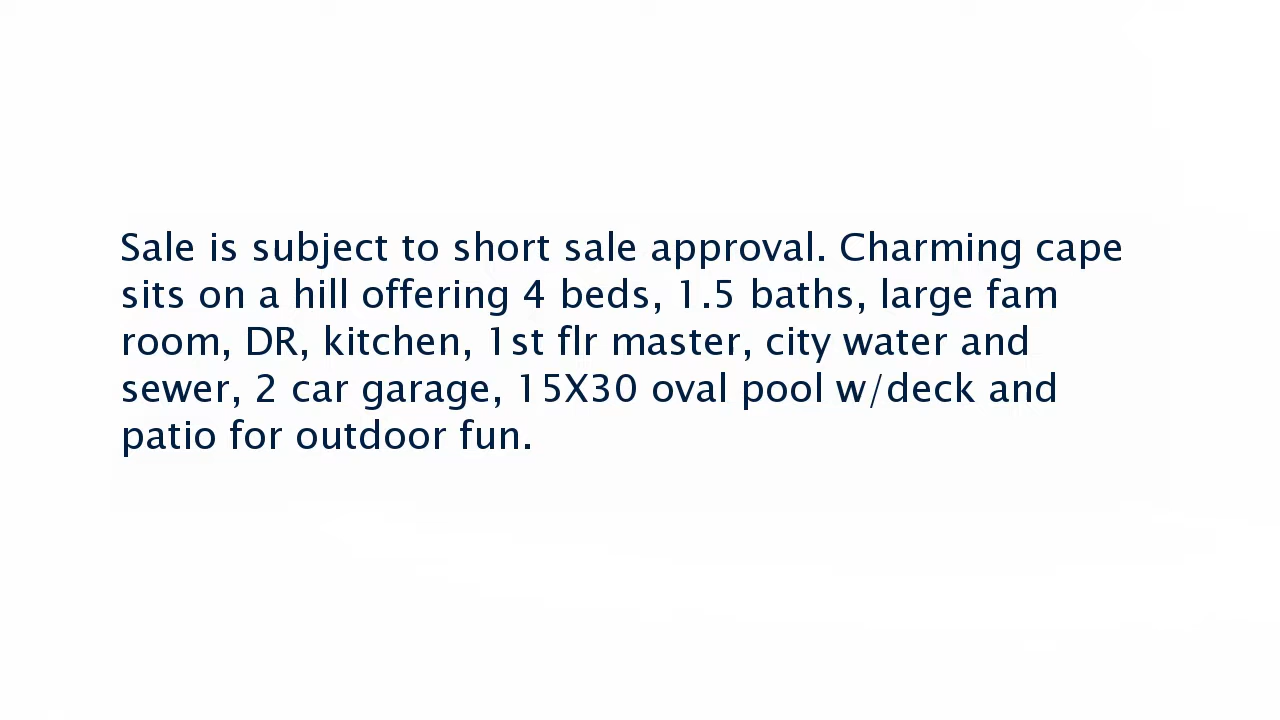 Sale is subject to short sale approval. Charming cape
sits on a hill offering 4 beds, 1.5 baths, large fam
room, DR, kitchen, 1st flr master, city water and
sewer, 2 car garage, 15X30 oval pool w/deck and
patio for outdoor fun.